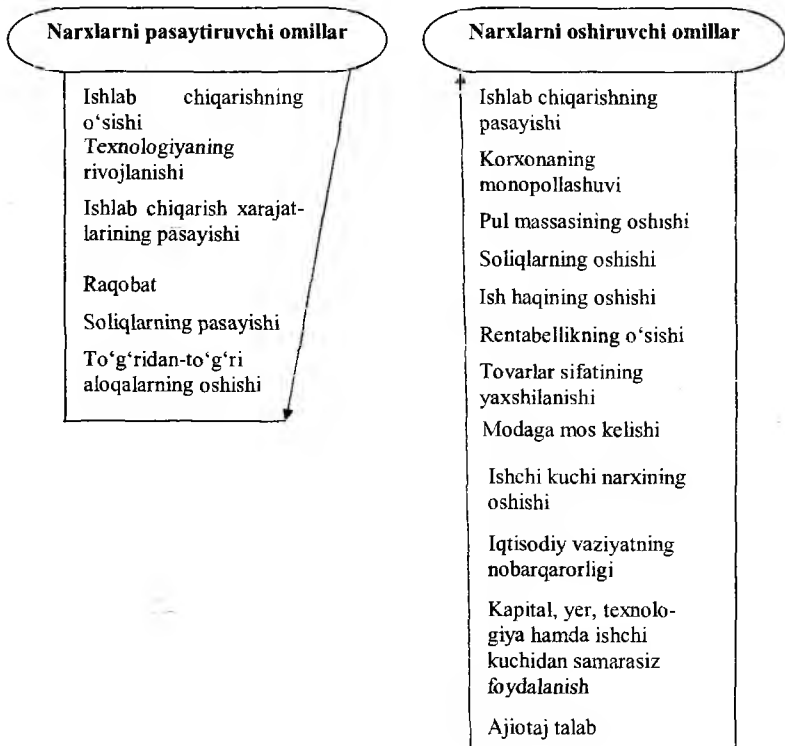 Narxlarni pasaytiruvchi omillar
Ishlab chiqarishning
o‘sishi
Texnologiyaning
rivojlanishi
Ishlab chiqarish xarajat-
larining pasayishi
Raqobat
Soliqlarning pasayishi
To‘g‘ridan-to‘g‘ri
aloqalarning oshishi
Narxlarni oshiruvchi omillar
Ishlab chiqarishning
pasayishi
Korxonaning
monopollashuvi
Pul massasining oshishi
Soliqlarning oshishi
Ish haqining oshishi
Rentabellikning o‘sishi
Tovarlar sifatining
yaxshilanishi
Modaga mos kelishi
Ishchi kuchi narxining
oshishi
Iqtisodiy vaziyatning
nobarqarorligi
Kapital, yer, texnolo-
giya hamda ishchi
kuchidan samarasiz
foydalanish
Ajiotaj talab